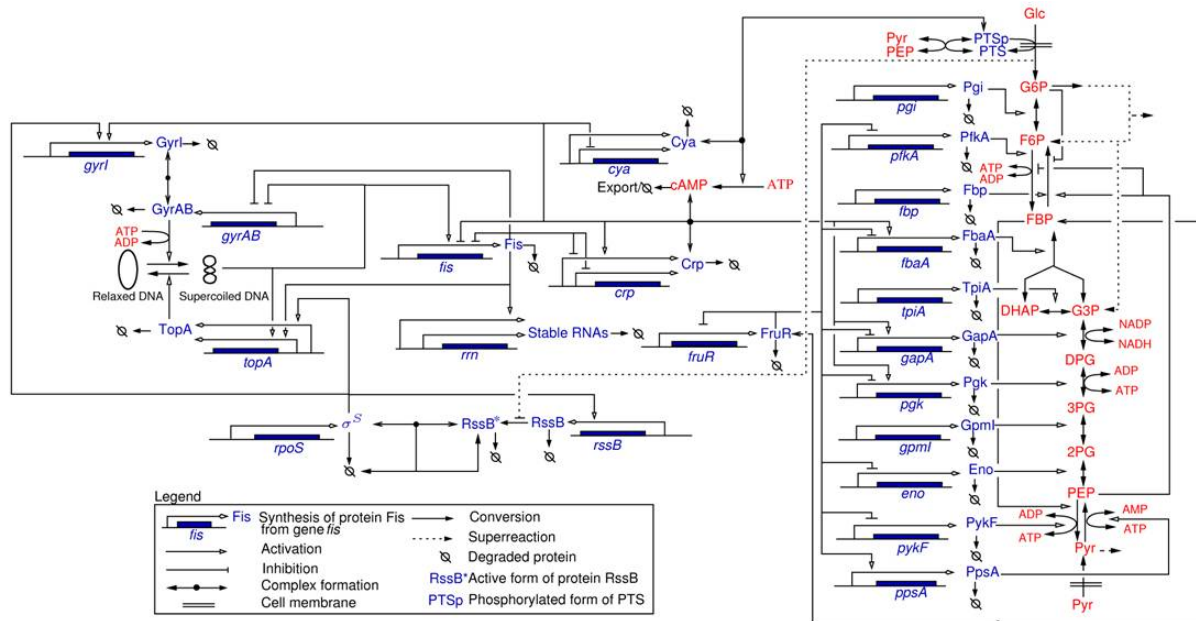 Glc
Pyr
PEP
PTSp
PTS
Pgi
pgi
G6P
GyrI
gyrI
Cya
cya
PfkA
pfkA
F6P
Export/Ø
cAMP
ATP
ATP
ADP
GyrAB
gyrAB
Fbp
fbp
FBP
ATP
ADP
Fis
fis
Crp
crp
FbaA
fbaA
Relaxed DNA
Supercoiled DNA
TpiA
tpiA
DHAP
G3P
TopA
topA
Stable RNAs
rrn
FruR
fruR
GapA
gapA
NADP
NADH
DPG
Pgk
pgk
ADP
ATP
3PG
σS
rpoS
RssB*
RssB
rssB
GpmI
gpmI
2PG
Eno
eno
PEP
PykF
pykF
ADP
ATP
AMP
ATP
Pyr
PpsA
ppsA
Pyr
Legend
Fis
fis
Synthesis of protein Fis
from gene fis
Activation
Inhibition
Complex formation
Cell membrane
Conversion
Superreaction
Ø Degraded protein
RssB* Active form of protein RssB
PTSp Phosphorylated form of PTS